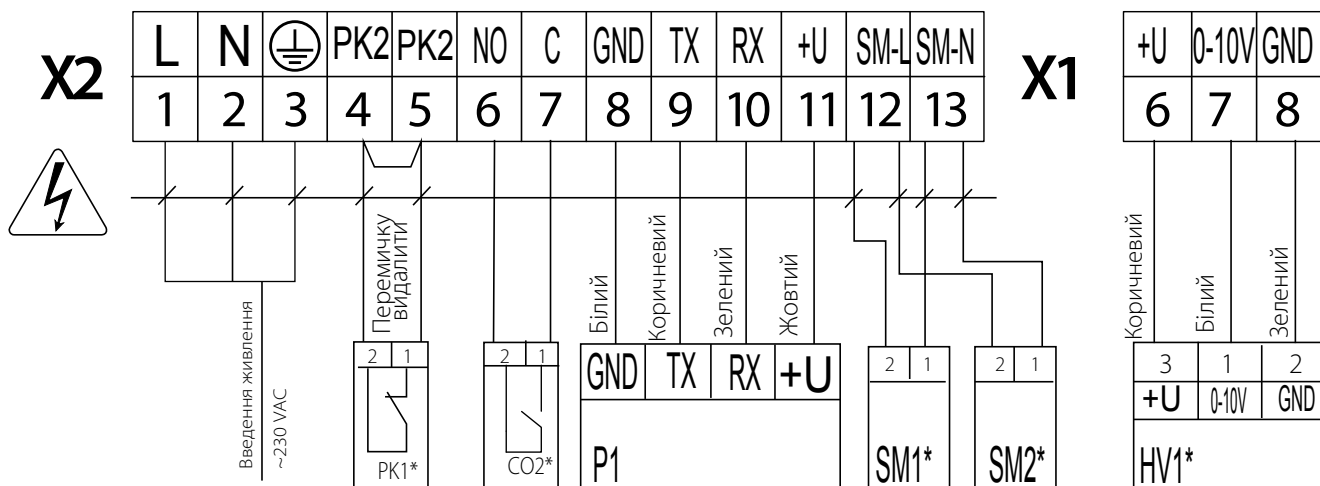 X2
L N PK2 PK2 NO C GND TX RX +U SM-L SM-N
1 2 3 4 5 6 7 8 9 10 11 12 13
X1
+U 0-10V GND
6 7 8
Введення живлення
~230 VAC
Перемичку
видалити
Білий
Коричневий
Зелений
Жовтий
Коричневий
Білий
Зелений
2 1
PK1*
2 1
CO2*
GND TX RX +U
P1
2 1
SM1*
2 1
SM2*
3 1 2
+U 0-10V GND
HV1*